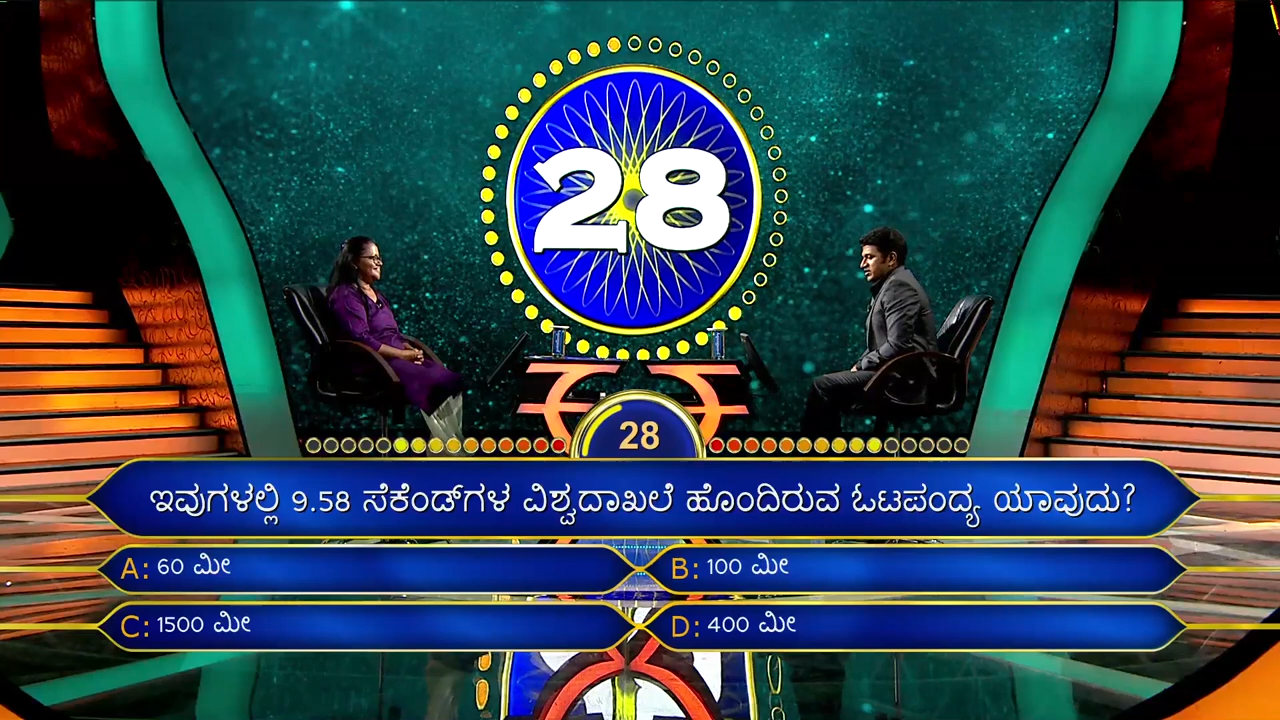 28
28
ಇವುಗಳಲ್ಲಿ 9.58 ಸೆಕೆಂಡ್‌ಗಳ ವಿಶ್ವದಾಖಲೆ ಹೊಂದಿರುವ ಓಟಪಂದ್ಯ ಯಾವುದು?
A: 60 ಮೀ
B: 100 ಮೀ
C: 1500 ಮೀ
D: 400 ಮೀ